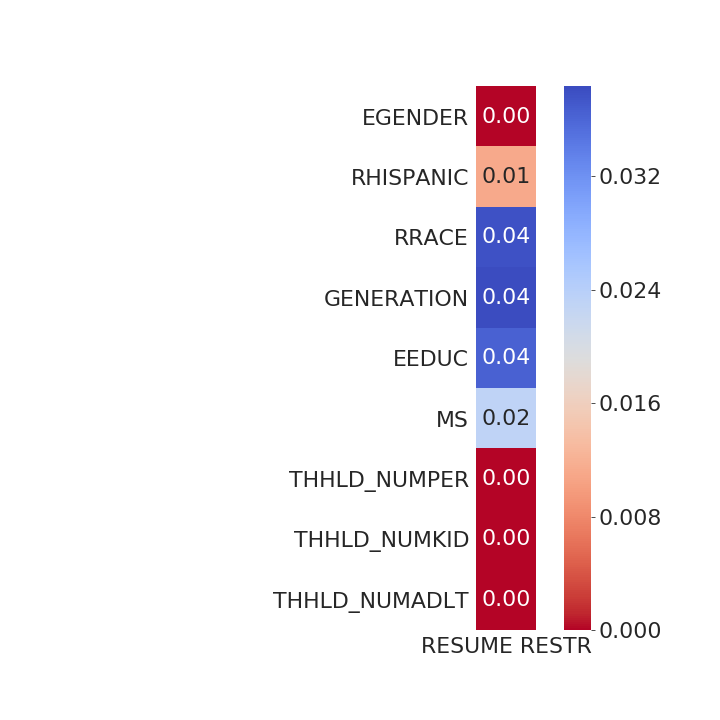 EGENDER 0.00
RHISPANIC 0.01 0.032
RRACE 0.04
GENERATION 0.04 0.024
EEDUC 0.04
MS 0.02 0.016
THHLD_NUMPER 0.00
THHLD_NUMKID 0.00 0.008
THHLD_NUMADLT 0.00
0.000
RESUME RESTR